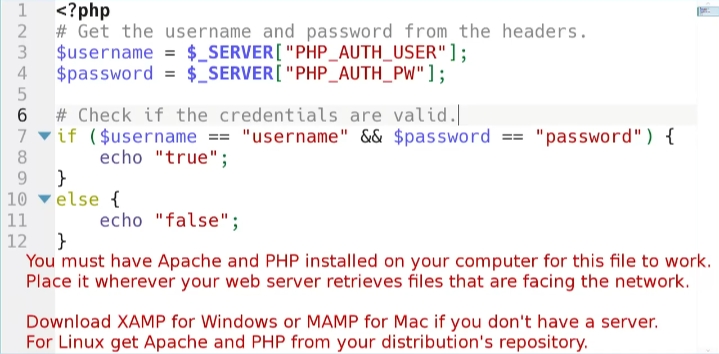 1 <?php
2 # Get the username and password from the headers.
3 $username = $_SERVER["PHP_AUTH_USER"];
4 $password = $_SERVER["PHP_AUTH_PW"];
5
6 # Check if the credentials are valid.
7 if ($username == "username" && $password == "password") {
8     echo "true";
9 }
10 else {
11     echo "false";
12 }
You must have Apache and PHP installed on your computer for this file to work.
Place it wherever your web server retrieves files that are facing the network.
Download XAMP for Windows or MAMP for Mac if you don't have a server.
For Linux get Apache and PHP from your distribution's repository.